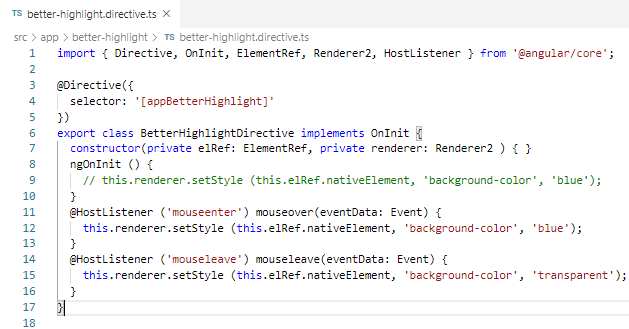 TS better-highlight.directive.ts ×
src > app > better-highlight > TS better-highlight.directive.ts
1 import { Directive, OnInit, ElementRef, Renderer2, HostListener } from '@angular/core';
2
3 @Directive({
4 selector: '[appBetterHighlight]'
5 })
6 export class BetterHighlightDirective implements OnInit {
7 constructor(private elRef: ElementRef, private renderer: Renderer2 ) { }
8 ngOnInit () {
9 // this.renderer.setStyle (this.elRef.nativeElement, 'background-color', 'blue');
10 }
11 @HostListener ('mouseenter') mouseover(eventData: Event) {
12 this.renderer.setStyle (this.elRef.nativeElement, 'background-color', 'blue');
13 }
14 @HostListener ('mouseleave') mouseleave(eventData: Event) {
15 this.renderer.setStyle (this.elRef.nativeElement, 'background-color', 'transparent');
16 }
17 }
18